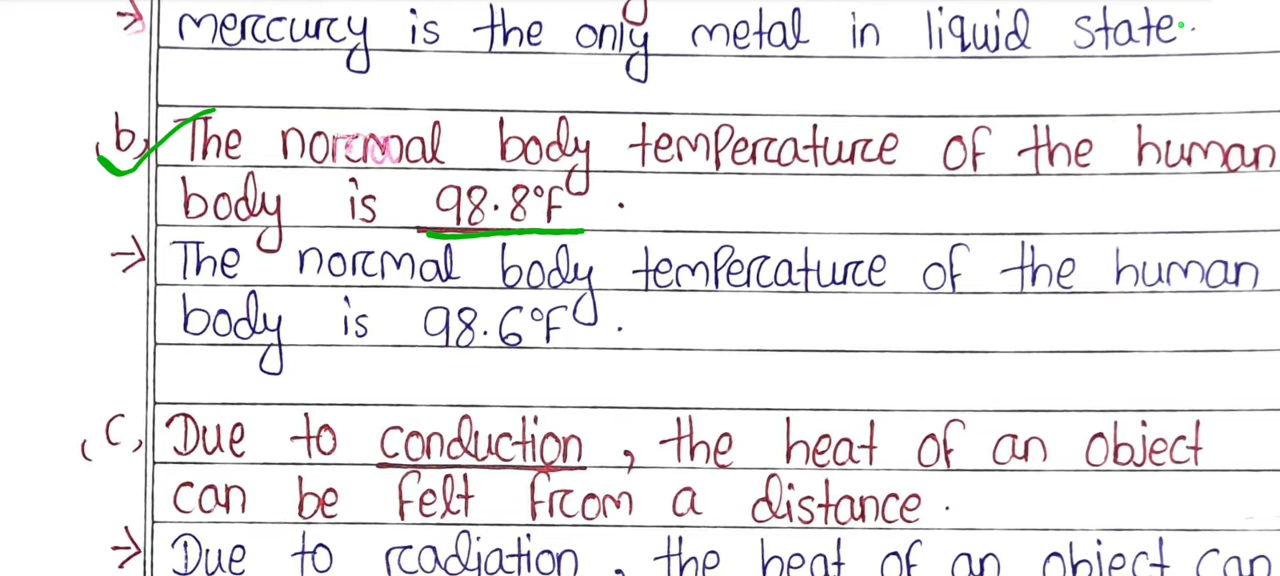 → mercury is the only metal in liquid state.
(b) The normal body temperature of the human
body is 98.8°F.
→ The normal body temperature of the human
body is 98.6°F.
(c) Due to conduction, the heat of an object
can be felt from a distance.
→ Due to radiation, the heat of an object can